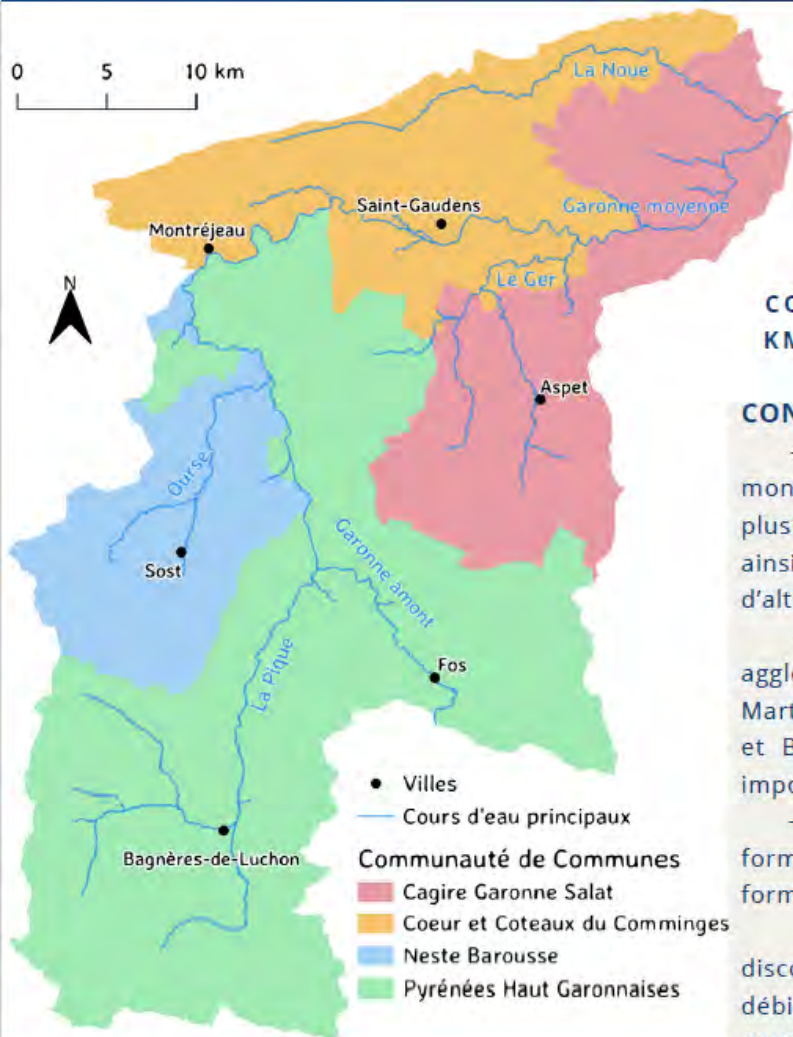 0 5 10 km
La Noue
Saint-Gaudens
Garonne moyenne
Montréjeau
Le Ger
N
Aspet
Ourse
Sost
Garonne amont
Fos
La Pique
Bagnères-de-Luchon
Villes
Cours d'eau principaux
Communauté de Communes
Cagire Garonne Salat
Coeur et Coteaux du Comminges
Neste Barousse
Pyrénées Haut Garonnaises
CO
KM
CON
mon
plus
ainsi
d'alt
agglo
Mart
et B
impo
form
form
disco
débi